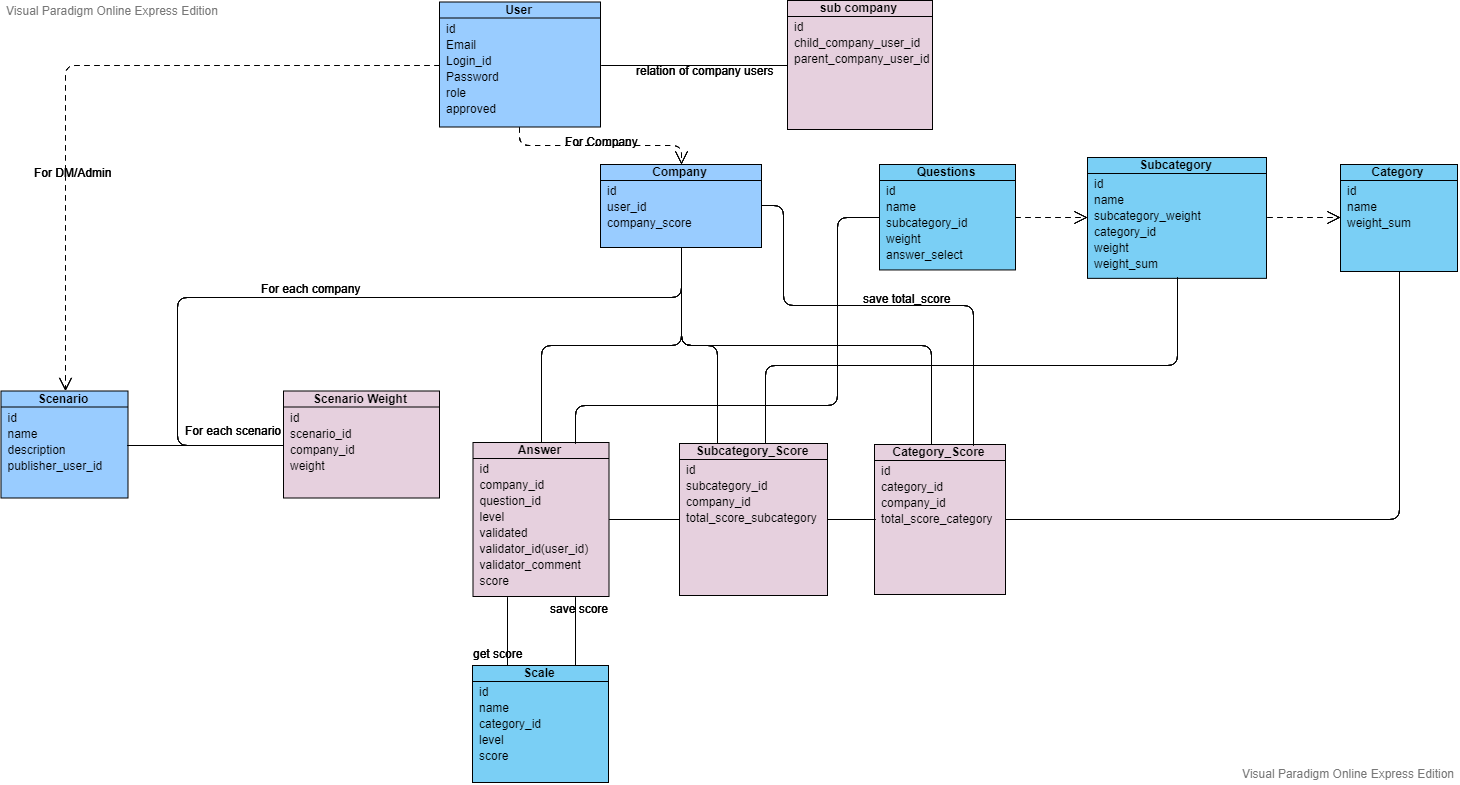 Visual Paradigm Online Express Edition
User
id
Email
Login_id
Password
role
approved
sub company
id
child_company_user_id
parent_company_user_id
relation of company users
For Company
For DM/Admin
Company
id
user_id
company_score
Questions
id
name
subcategory_id
weight
answer_select
Subcategory
id
name
subcategory_weight
category_id
weight
weight_sum
Category
id
name
weight_sum
For each company
save total_score
Scenario
id
name
description
publisher_user_id
For each scenario
Scenario Weight
id
scenario_id
company_id
weight
Answer
id
company_id
question_id
level
validated
validator_id(user_id)
validator_comment
score
Subcategory_Score
id
subcategory_id
company_id
total_score_subcategory
Category_Score
id
category_id
company_id
total_score_category
save score
get score
Scale
id
name
category_id
level
score
Visual Paradigm Online Express Edition